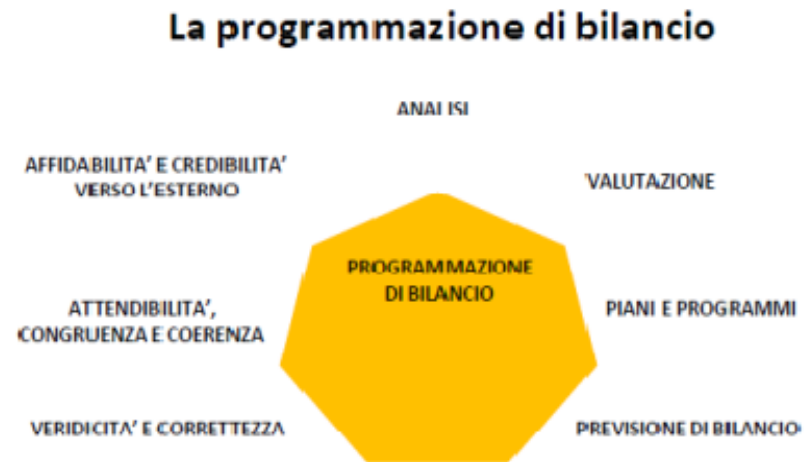 La programmazione di bilancio
ANALISI
AFFIDABILITA' E CREDIBILITA'
VERSO L'ESTERNO
VALUTAZIONE
PROGRAMMAZIONE
DI BILANCIO
ATTENDIBILITA',
CONGRUENZA E COERENZA
PIANI E PROGRAMMI
VERIDICITA' E CORRETTEZZA
PREVISIONE DI BILANCIO